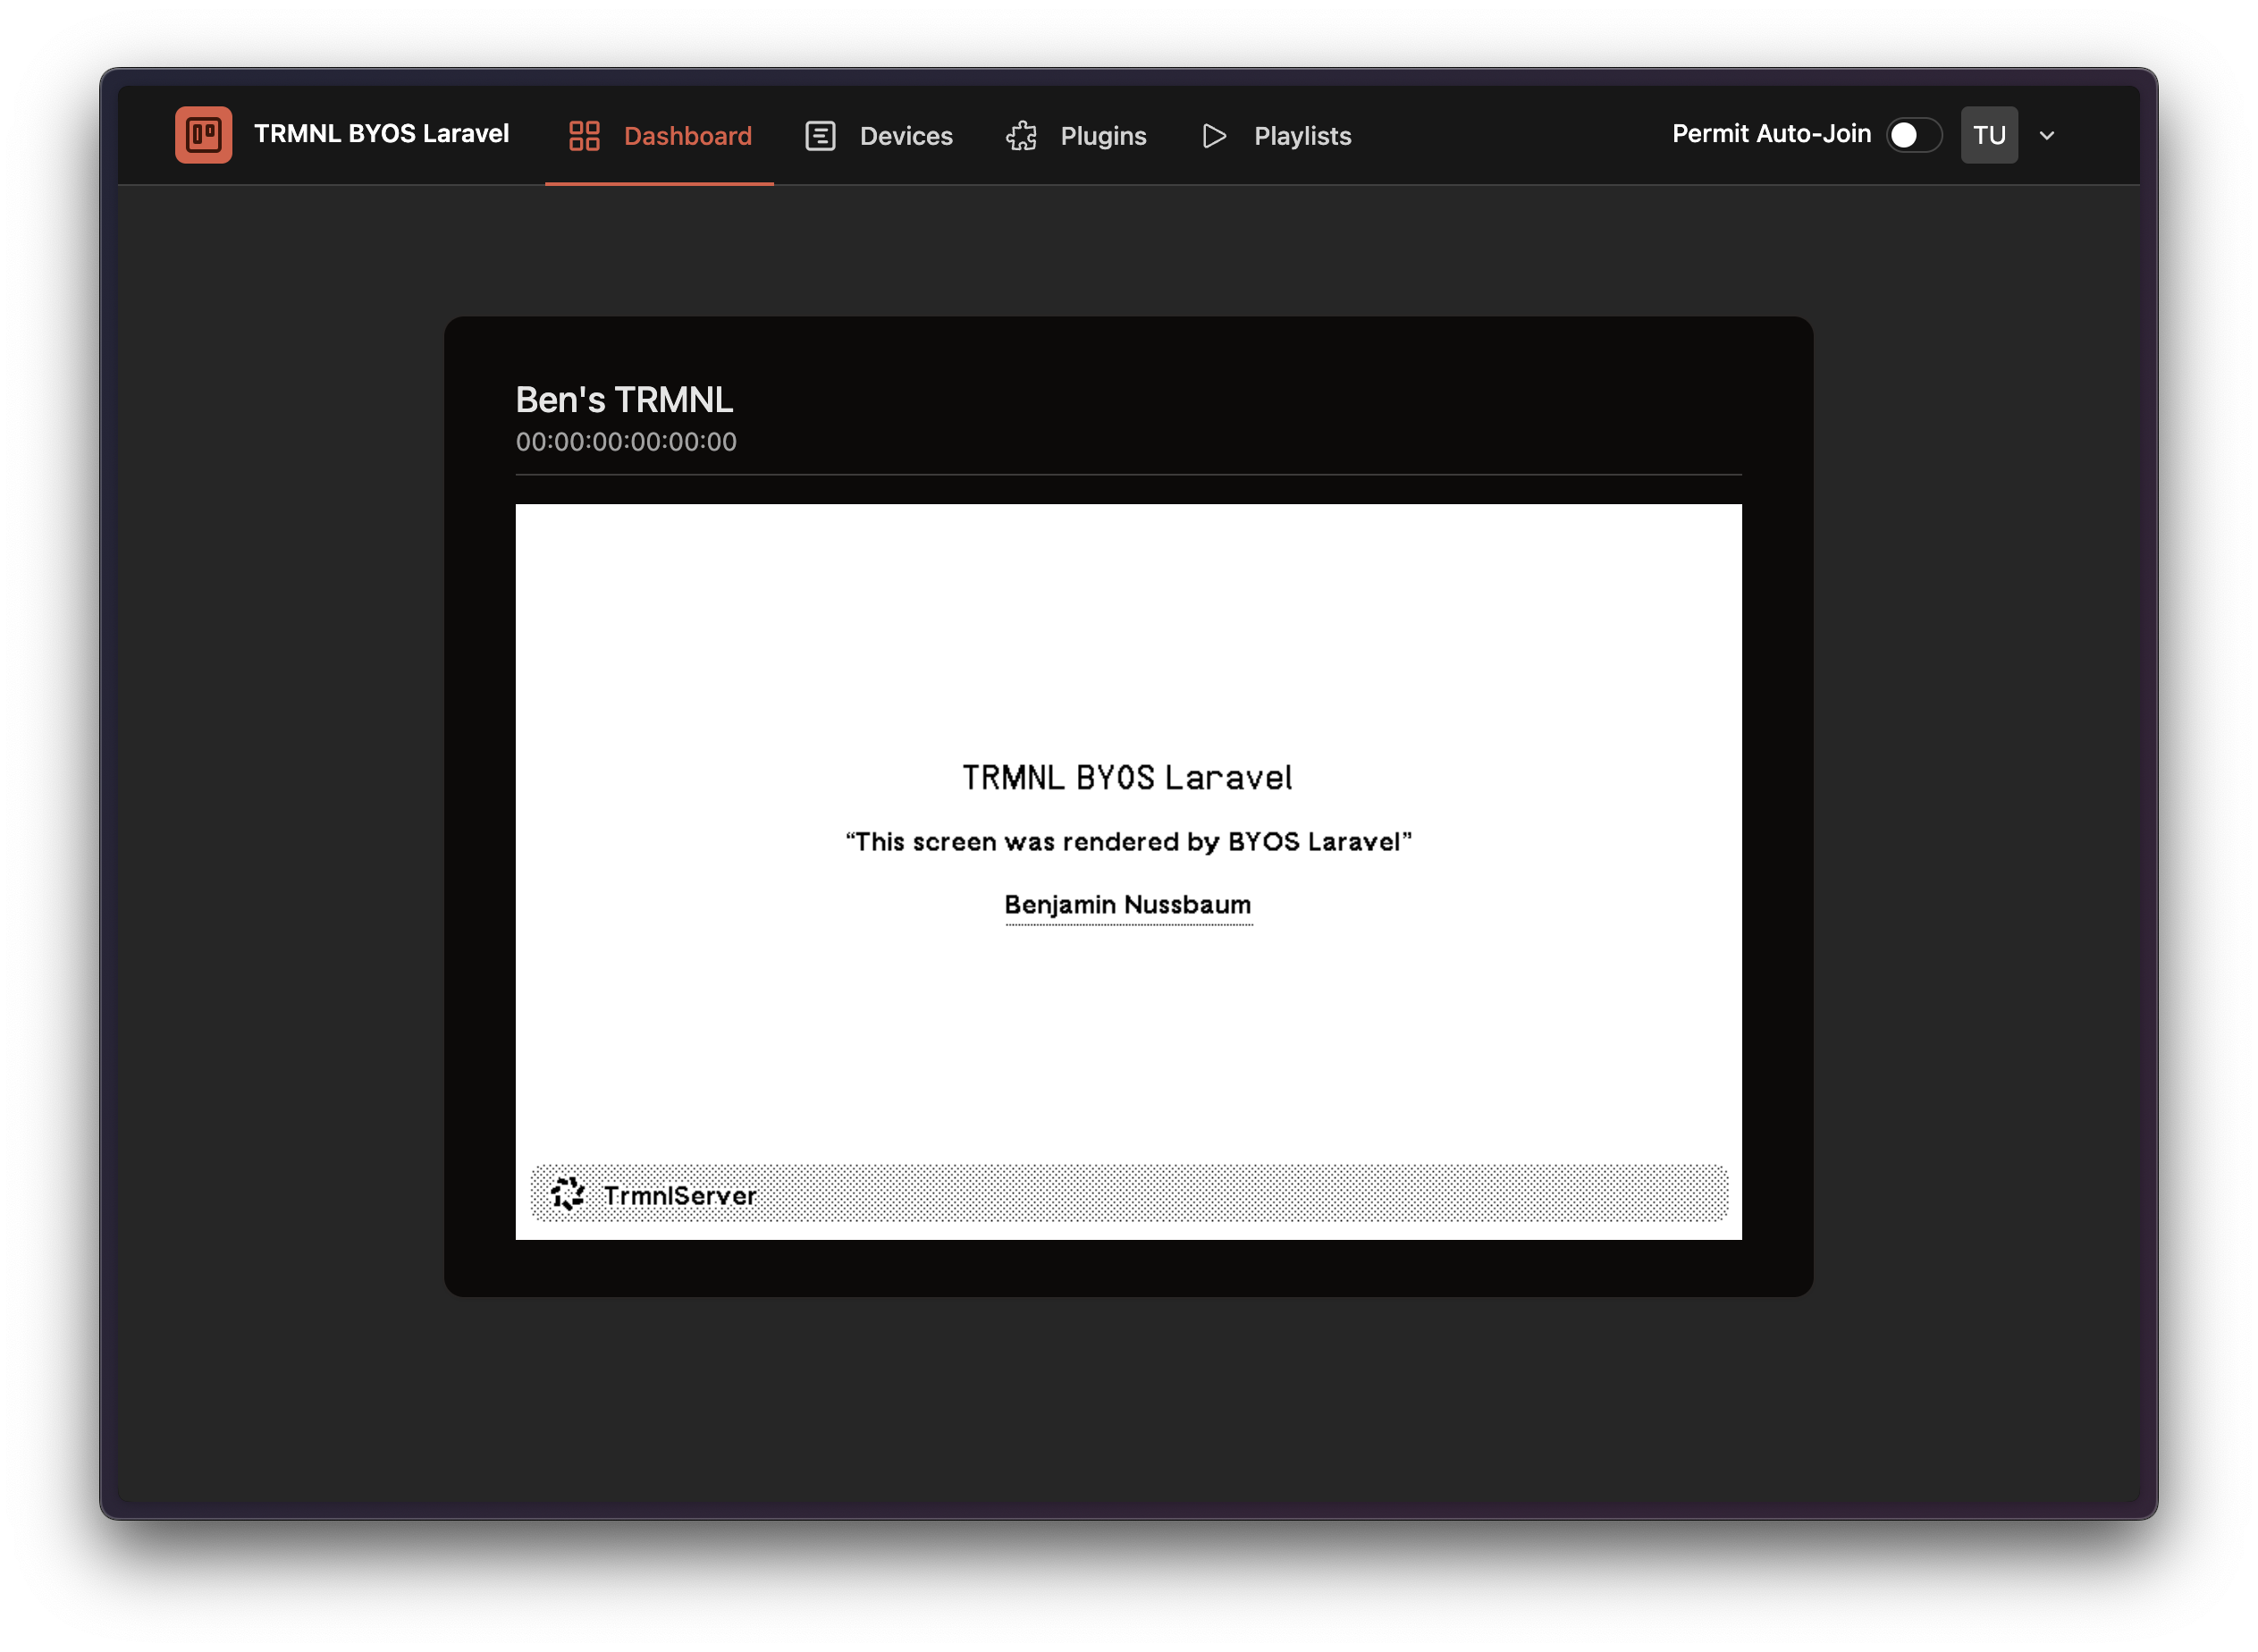 TRMNL BYOS Laravel
Dashboard
Devices
Plugins
Playlists
Permit Auto-Join
TU
Ben's TRMNL
00:00:00:00:00:00
TRMNL BYOS Laravel
“This screen was rendered by BYOS Laravel”
Benjamin Nussbaum
TrmnlServer